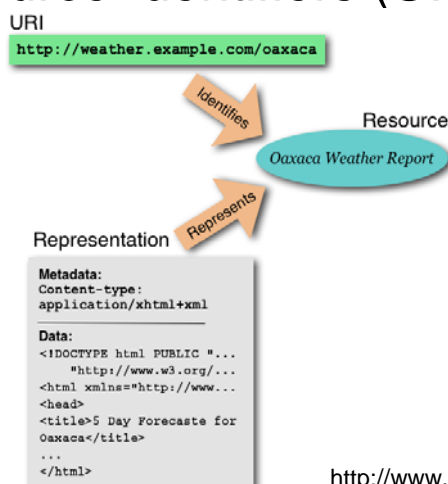 URI
http://weather.example.com/oaxaca
Identifies
Resource
Oaxaca Weather Report
Represents
Representation
Metadata:
Content-type:
application/xhtml+xml
Data:
<!DOCTYPE html PUBLIC "...
"http://www.w3.org/...
<html xmlns="http://www...
<head>
<title>5 Day Forecaste for
Oaxaca</title>
...
</html>
http://www.